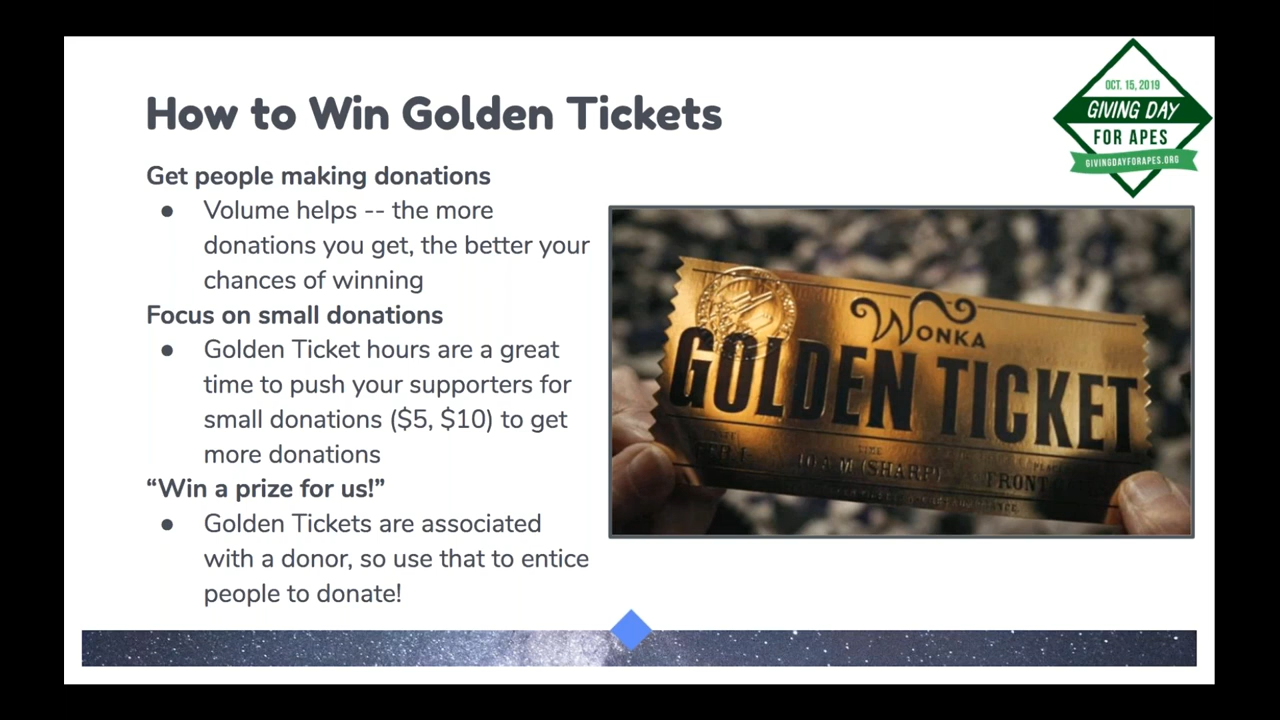 How to Win Golden Tickets
OCT. 15, 2019
GIVING DAY
FOR APES
GIVINGDAYFORAPES.ORG
Get people making donations
● Volume helps -- the more
donations you get, the better your
chances of winning
Focus on small donations
● Golden Ticket hours are a great
time to push your supporters for
small donations ($5, $10) to get
more donations
“Win a prize for us!”
● Golden Tickets are associated
with a donor, so use that to entice
people to donate!
WONKA
GOLDEN TICKET
10 A.M (SHARP) FRONT